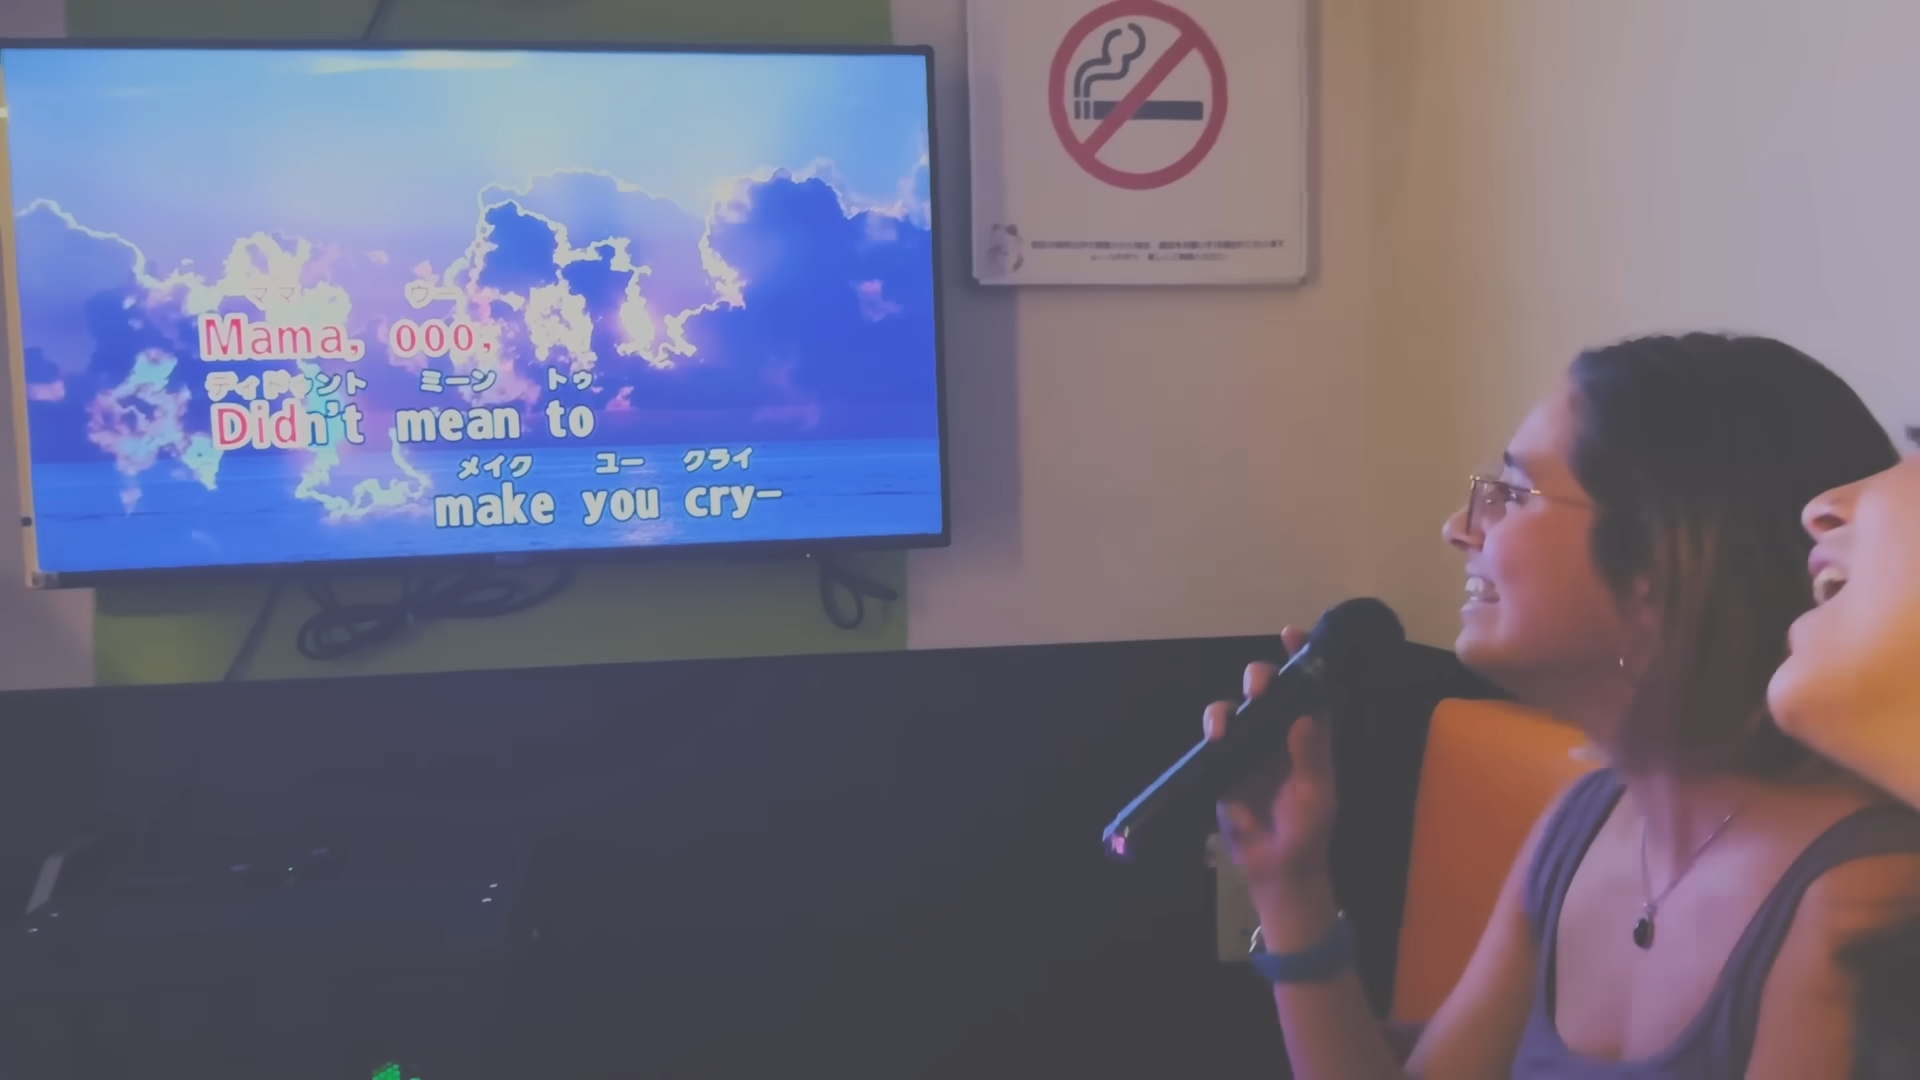 ママ ウー
Mama, ooo,
ディドゥント ミーン トゥ
Didn't mean to
メイク ユー クライ
make you cry-